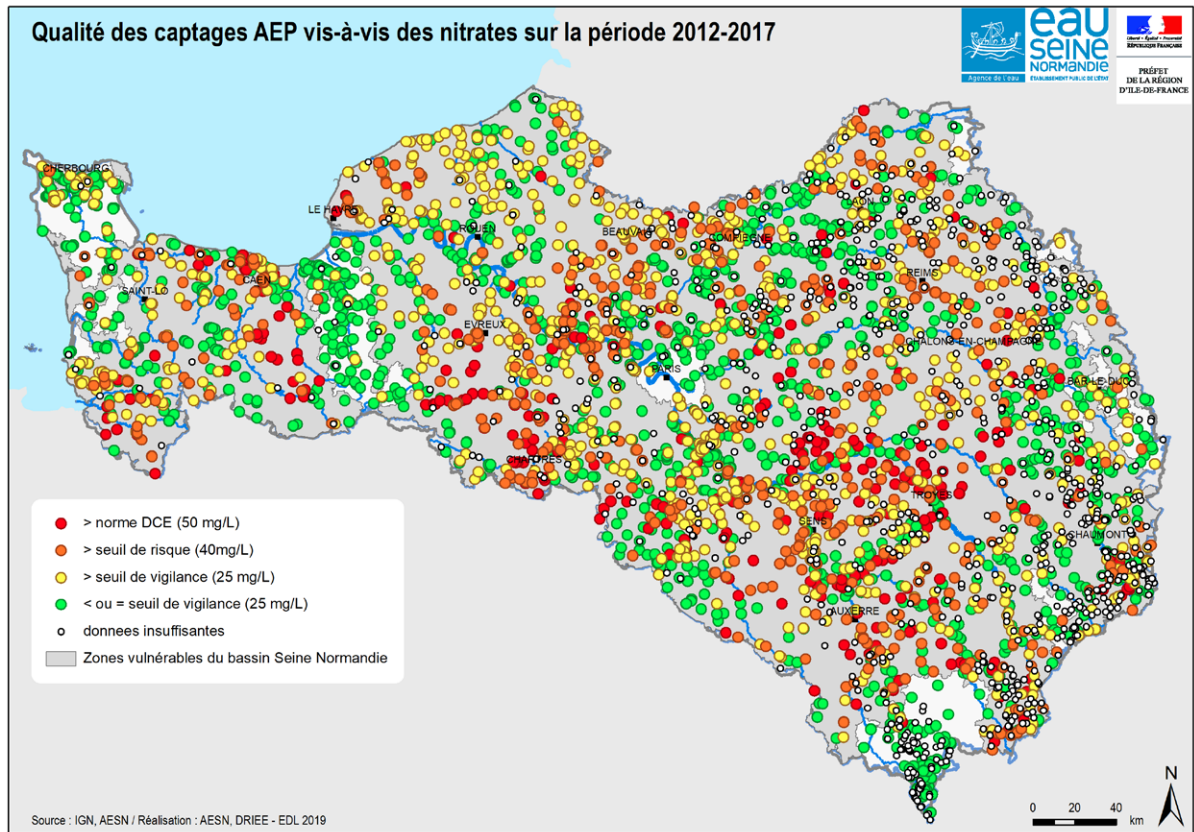 Qualité des captages AEP vis-à-vis des nitrates sur la période 2012-2017
eau
SEINE
NORMANDIE
Agence de l'eau
ÉTABLISSEMENT PUBLIC DE L'ÉTAT
Liberté • Égalité • Fraternité
RÉPUBLIQUE FRANÇAISE
PRÉFET
DE LA RÉGION
D'ILE-DE-FRANCE
CHERBOURG
LE HAVRE
ROUEN
BEAUVAIS
COMPIEGNE
LAON
REIMS
CAEN
SAINT-LO
EVREUX
PARIS
CHALONS-EN-CHAMPAGNE
BAR-LE-DUC
CHARTRES
TROYES
SENS
CHAUMONT
AUXERRE
> norme DCE (50 mg/L)
> seuil de risque (40mg/L)
> seuil de vigilance (25 mg/L)
< ou = seuil de vigilance (25 mg/L)
donnees insuffisantes
Zones vulnérables du bassin Seine Normandie
Source : IGN, AESN / Réalisation : AESN, DRIEE - EDL 2019
N
0 20 40
km